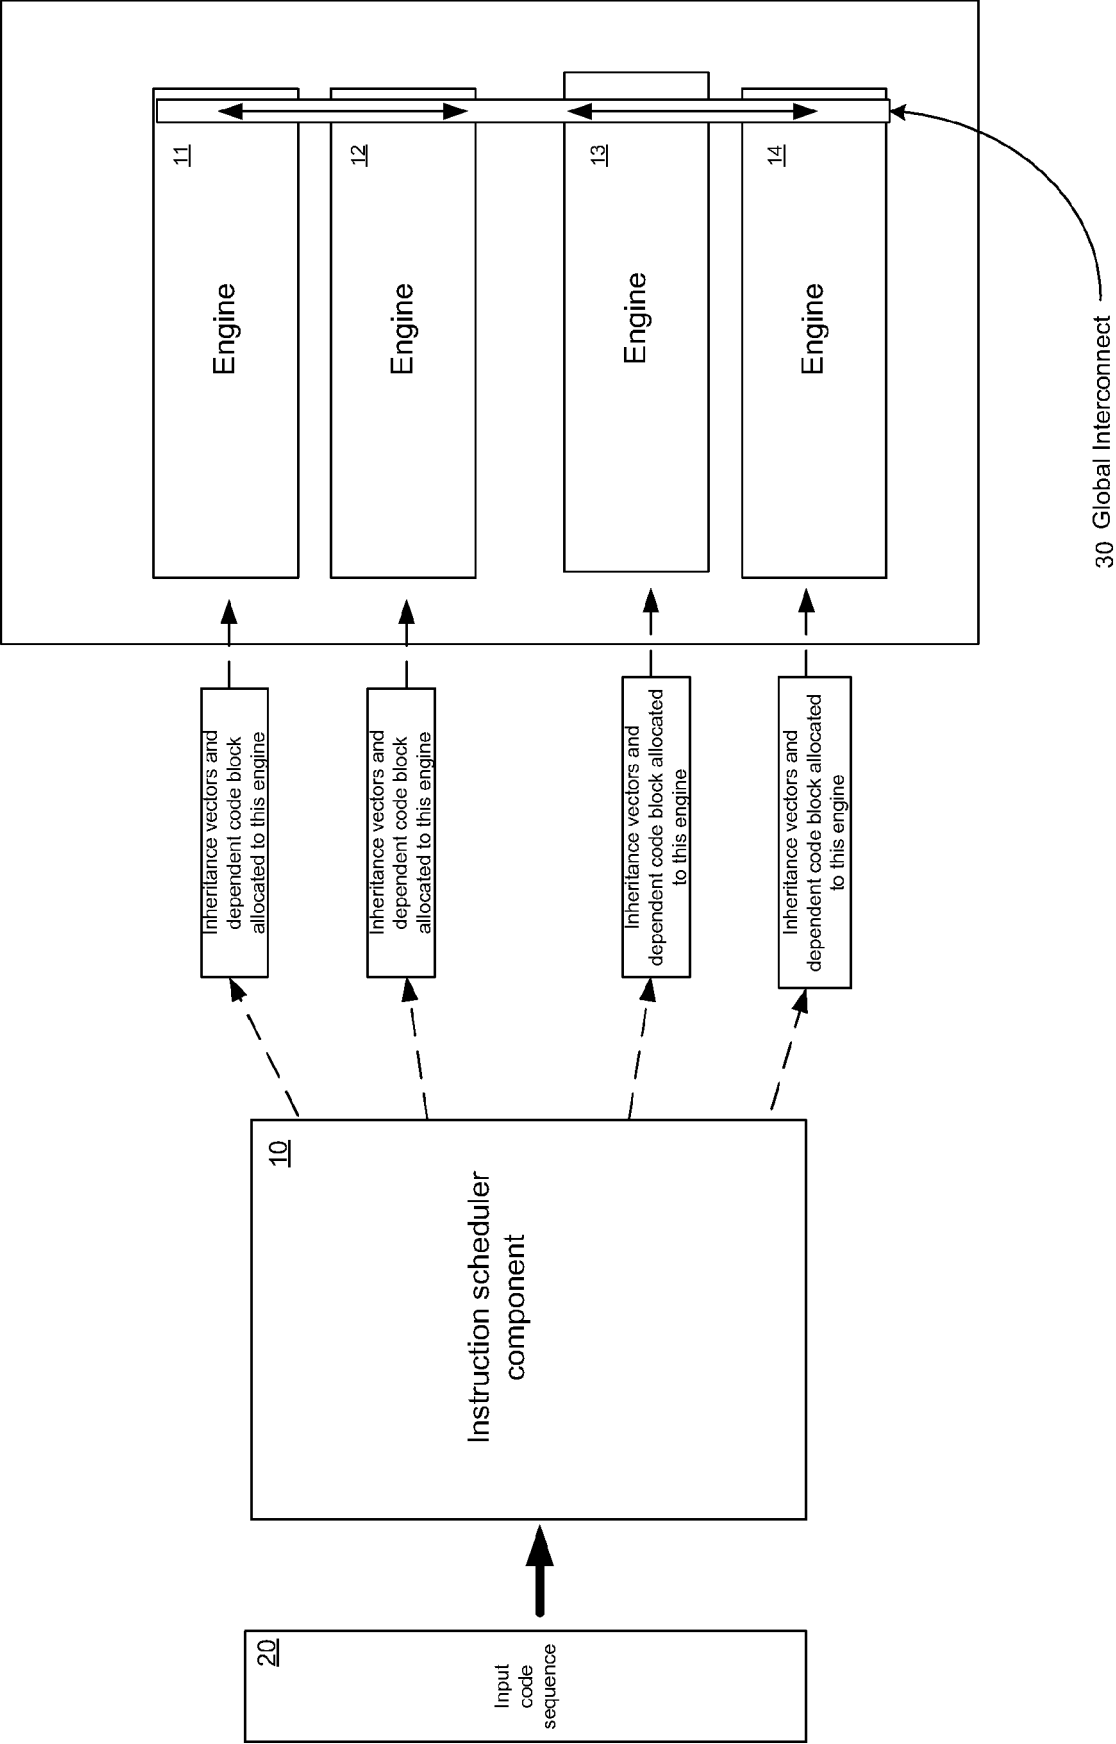 20
Input
code
sequence
10
Instruction scheduler
component
Inheritance vectors and
dependent code block
allocated to this engine
Inheritance vectors and
dependent code block
allocated to this engine
Inheritance vectors and
dependent code block allocated
to this engine
Inheritance vectors and
dependent code block allocated
to this engine
11
Engine
12
Engine
13
Engine
14
Engine
30 Global Interconnect